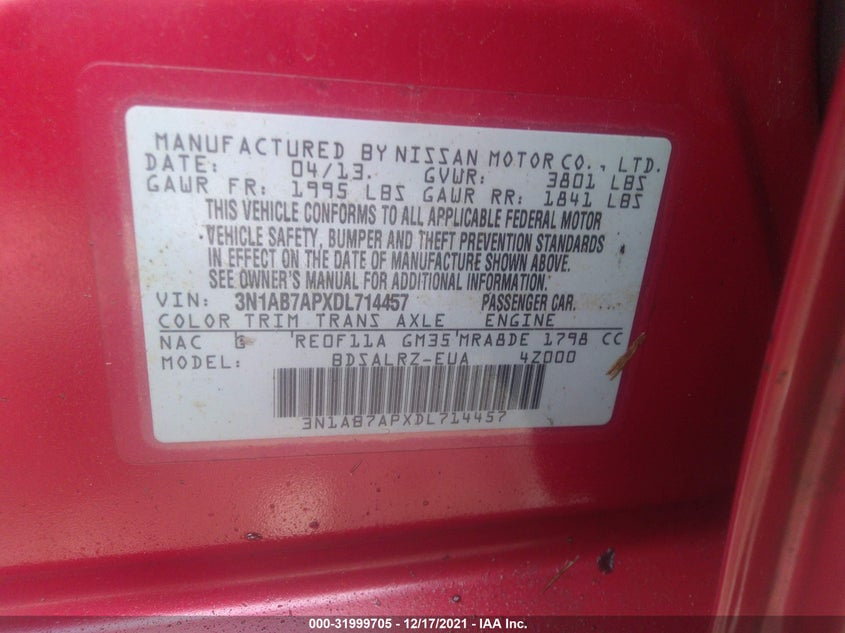 MANUFACTURED BY NISSAN MOTOR CO., LTD.
DATE: 04/13 GVWR: 3801 LBS
GAWR FR: 1995 LBS GAWR RR: 1841 LBS
THIS VEHICLE CONFORMS TO ALL APPLICABLE FEDERAL MOTOR
VEHICLE SAFETY, BUMPER AND THEFT PREVENTION STANDARDS
IN EFFECT ON THE DATE OF MANUFACTURE SHOWN ABOVE.
SEE OWNER'S MANUAL FOR ADDITIONAL INFORMATION.
VIN: 3N1AB7APXDL714457 PASSENGER CAR
COLOR TRIM TRANS AXLE ENGINE
NAC G RE0F11A GM35 MRA8DE 1798 CC
MODEL: BDSALRZ-EUA 4Z000
3N1AB7APXDL714457
000-31999705 - 12/17/2021 - IAA Inc.